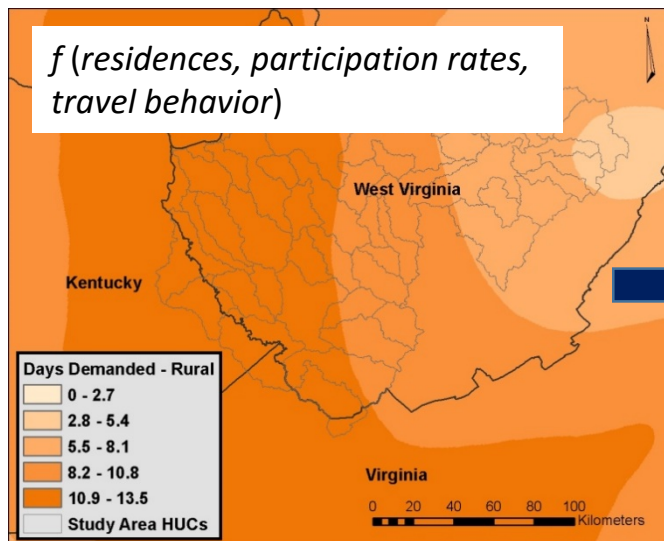 f (residences, participation rates,
travel behavior)
N
West Virginia
Kentucky
Days Demanded - Rural
0 - 2.7
2.8 - 5.4
5.5 - 8.1
8.2 - 10.8
10.9 - 13.5
Study Area HUCs
Virginia
0 20 40 60 80 100
Kilometers